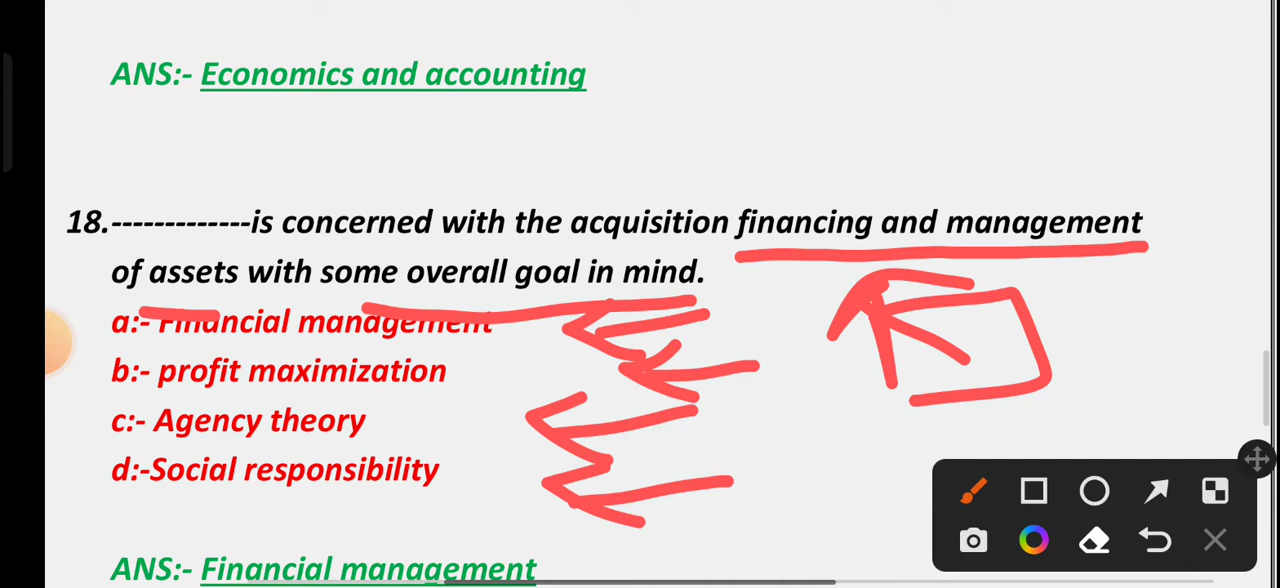 ANS:- Economics and accounting
18.-------------is concerned with the acquisition financing and management
of assets with some overall goal in mind.
a:- Financial management
b:- profit maximization
c:- Agency theory
d:-Social responsibility
ANS:- Financial management